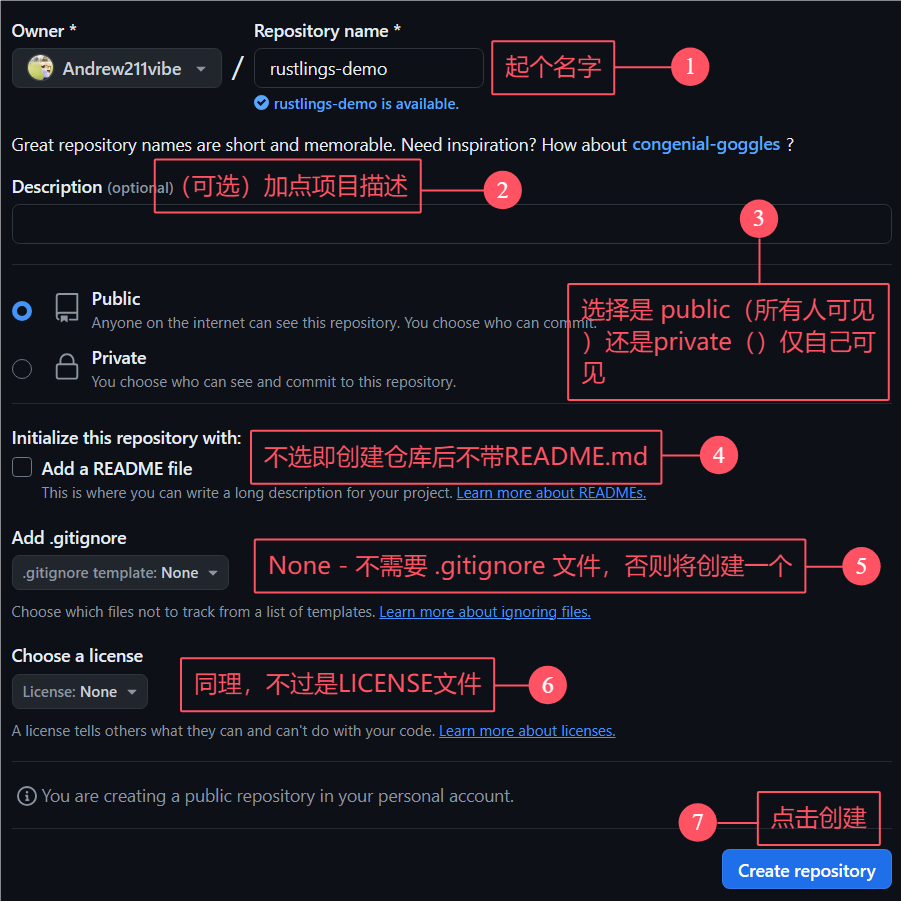 Owner *
Repository name *
Andrew211vibe
/
rustlings-demo
起个名字
1
rustlings-demo is available.
Great repository names are short and memorable. Need inspiration? How about congenial-goggles ?
Description (optional)
（可选）加点项目描述
2
3
Public
Anyone on the internet can see this repository. You choose who can commit.
选择是 public（所有人可见
）还是private（）仅自己可
见
Private
You choose who can see and commit to this repository.
Initialize this repository with:
Add a README file
不选即创建仓库后不带README.md
4
This is where you can write a long description for your project. Learn more about READMEs.
Add .gitignore
.gitignore template: None
None - 不需要 .gitignore 文件，否则将创建一个
5
Choose which files not to track from a list of templates. Learn more about ignoring files.
Choose a license
License: None
同理，不过是LICENSE文件
6
A license tells others what they can and can't do with your code. Learn more about licenses.
You are creating a public repository in your personal account.
7
点击创建
Create repository